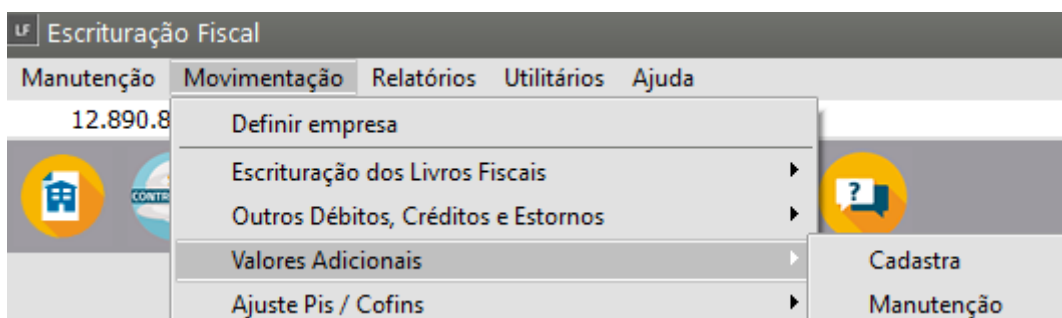 LF Escrituração Fiscal
Manutenção Movimentação Relatórios Utilitários Ajuda
12.890.8
Definir empresa
Escrituração dos Livros Fiscais
CONTR
?
Outros Débitos, Créditos e Estornos
Valores Adicionais
Cadastra
Ajuste Pis / Cofins
Manutenção